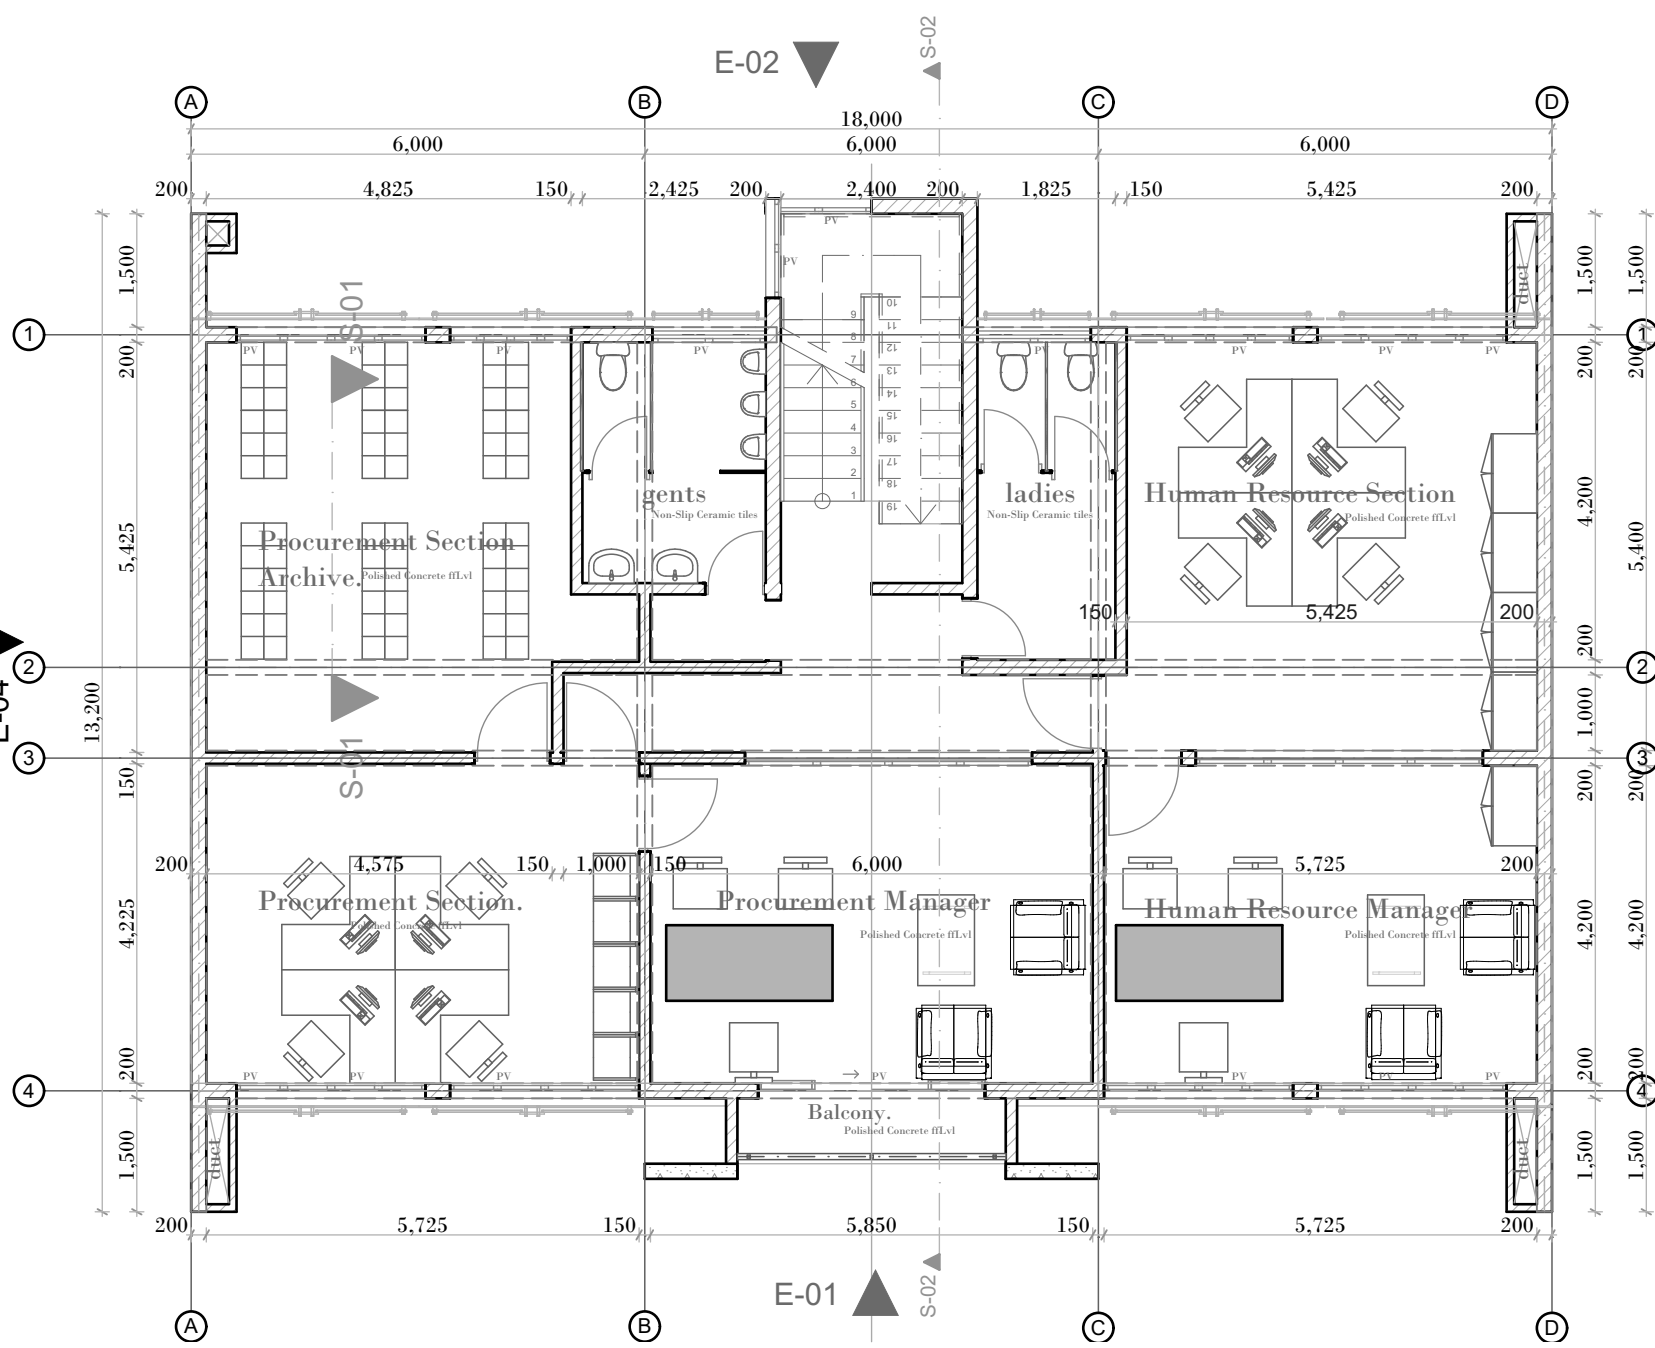 S-02
E-02
A B C D
18,000
6,000 6,000 6,000
200 4,825 150 2,425 200 2,400 200 1,825 150 5,425 200
PV
PV
1,500 1,500 1,500
duct
S-01
1 1
9 10
8 11
PV PV PV PV PV PV PV PV
200 7 12 200 200
6 13
5 14
4 15
3 16
2 17
1 18
19
gents ladies Human Resource Section
Non-Slip Ceramic tiles Non-Slip Ceramic tiles Polished Concrete ffLvl
4,200
5,425 5,400
Procurement Section
Archive. Polished Concrete ffLvl
150 5,425 200
200
2 2
E-04
13,200
1,000
S-01
3 3
150 200 200
200 4,575 150 1,000 150 6,000 5,725 200
Procurement Section. Procurement Manager Human Resource Manager
Polished Concrete ffLvl Polished Concrete ffLvl Polished Concrete ffLvl
4,225 4,200 4,200
200 200 200
PV PV PV PV PV PV PV
4 4
Balcony.
Polished Concrete ffLvl
1,500 duct duct 1,500 1,500
200 5,725 150 5,850 150 5,725 200
E-01
S-02
A B C D